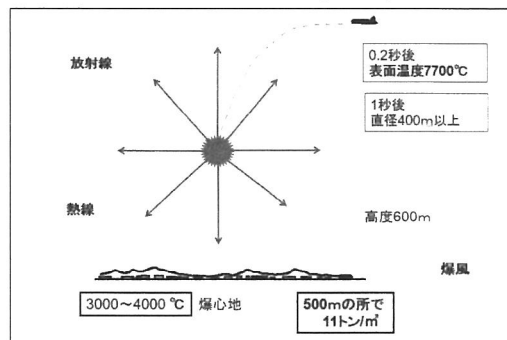 放射線
0.2秒後
表面温度7700℃
1秒後
直径400m以上
熱線
高度600m
爆風
3000～4000 ℃
爆心地
500mの所で
11トン/㎡